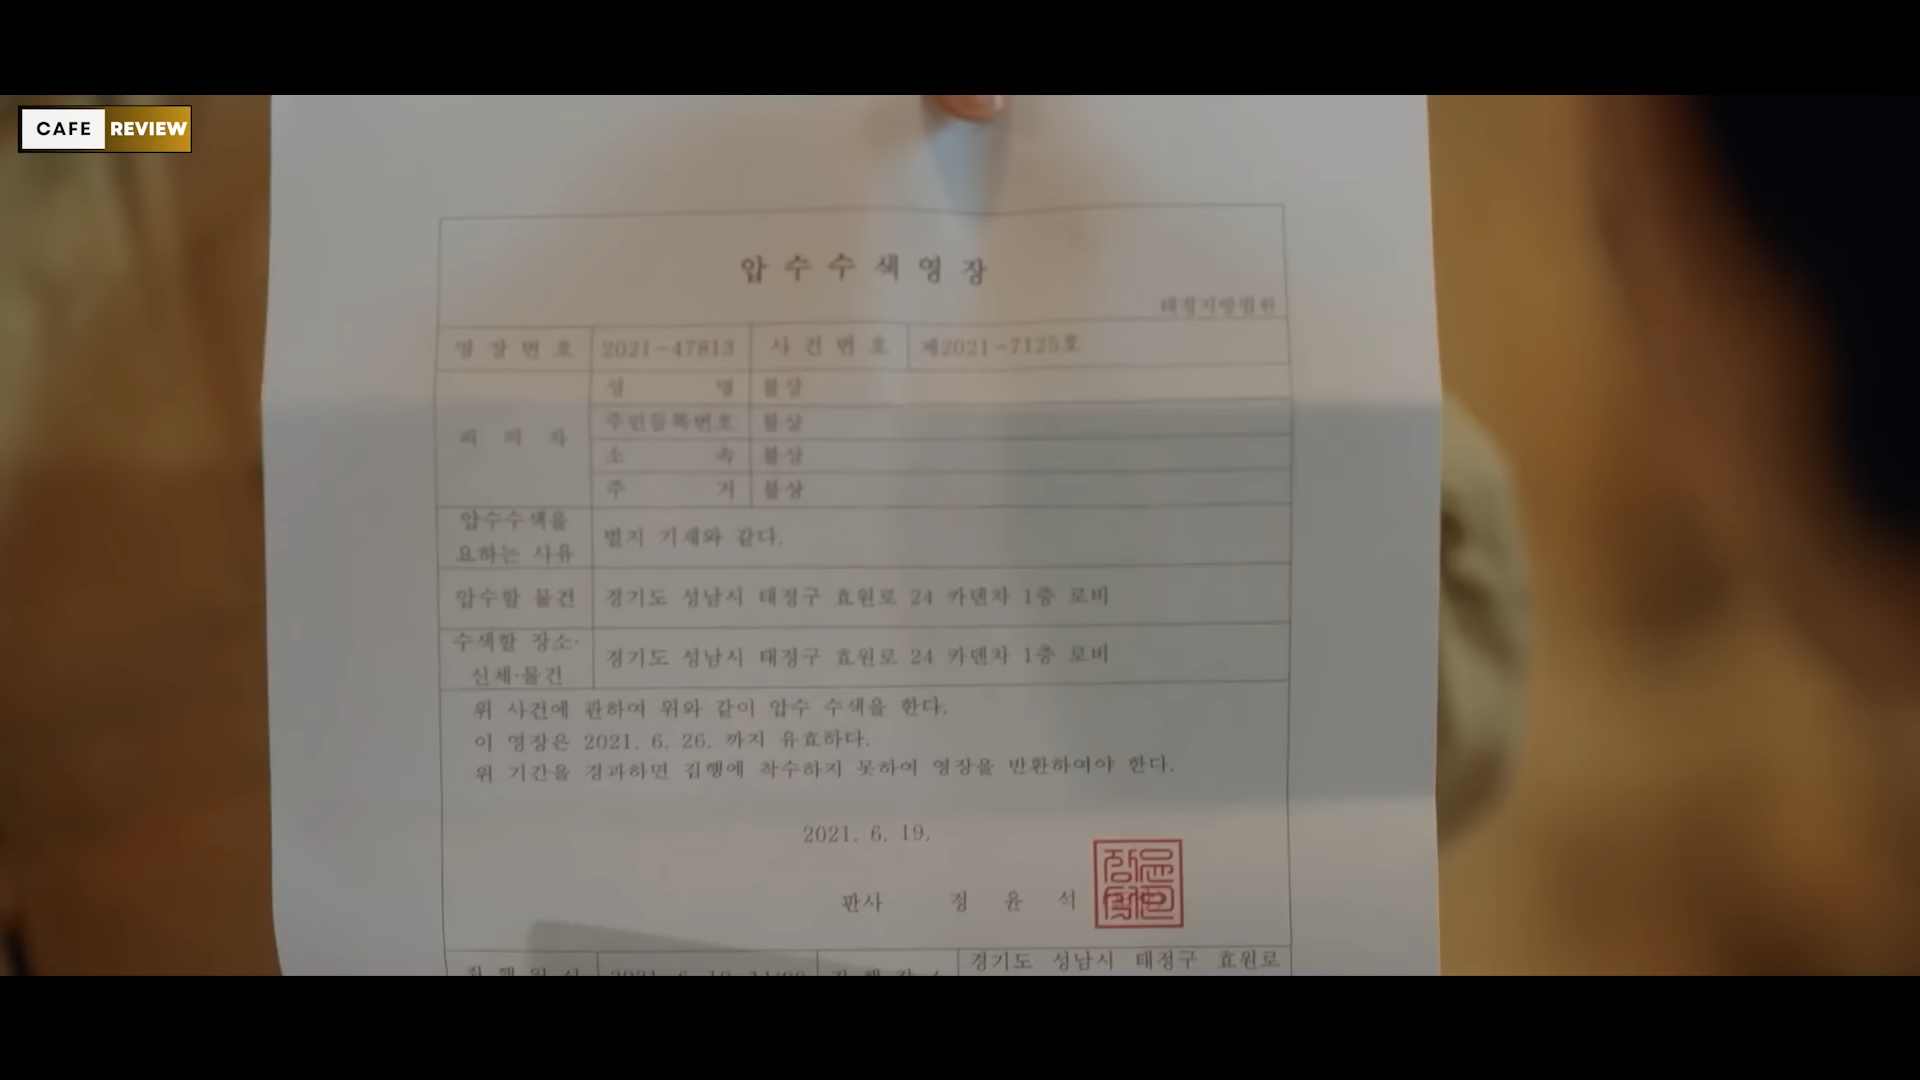 CAFE REVIEW
압수수색영장
태정지방법원
영장번호 2021-47813 사건번호 제2021-7125호
피의자
성명 불상
주민등록번호 불상
소속 불상
주거 불상
압수수색을
요하는 사유
별지 기재와 같다.
압수할 물건 경기도 성남시 태정구 효원로 24 카덴차 1층 로비
수색할 장소·
신체·물건
경기도 성남시 태정구 효원로 24 카덴차 1층 로비
위 사건에 관하여 위와 같이 압수 수색을 한다.
이 영장은 2021. 6. 26. 까지 유효하다.
위 기간을 경과하면 집행에 착수하지 못하여 영장을 반환하여야 한다.
2021. 6. 19.
판사 정윤석
경기도 성남시 태정구 효원로